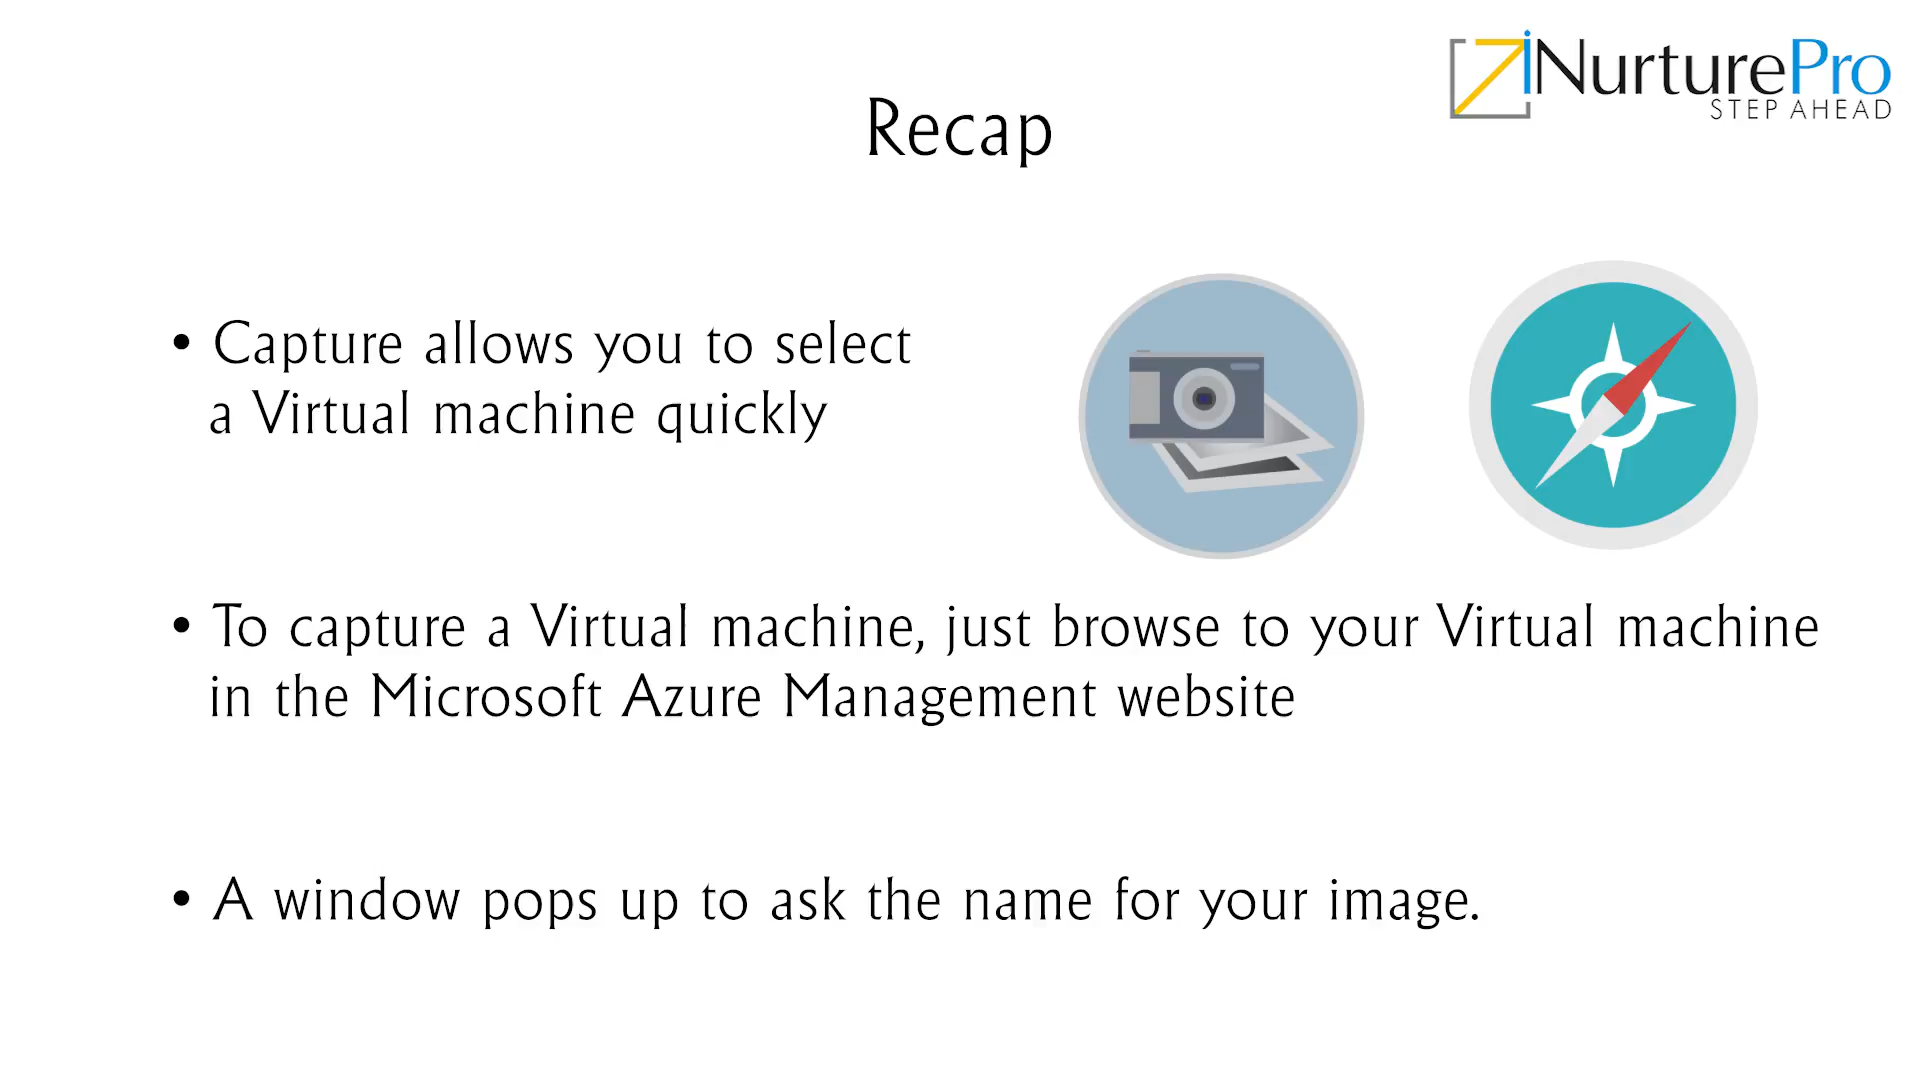 iNurturePro
STEP AHEAD
Recap
• Capture allows you to select
a Virtual machine quickly
• To capture a Virtual machine, just browse to your Virtual machine
in the Microsoft Azure Management website
• A window pops up to ask the name for your image.